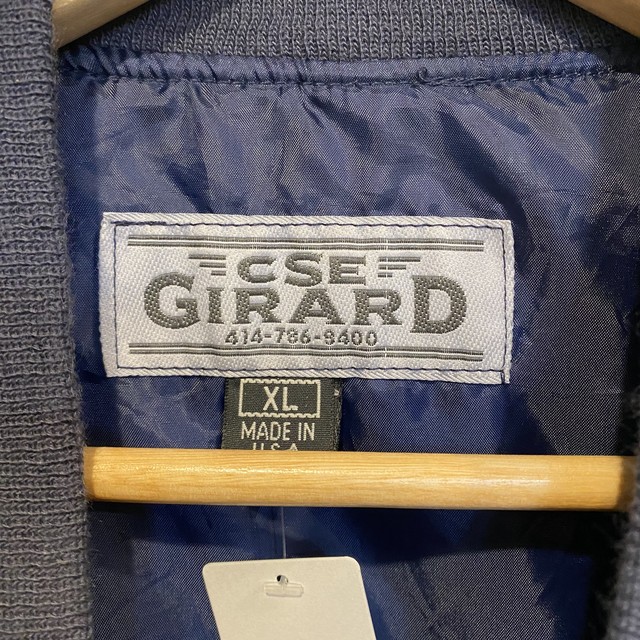 CSE
GIRARD
414-786-8400
XL
MADE IN
U.S.A